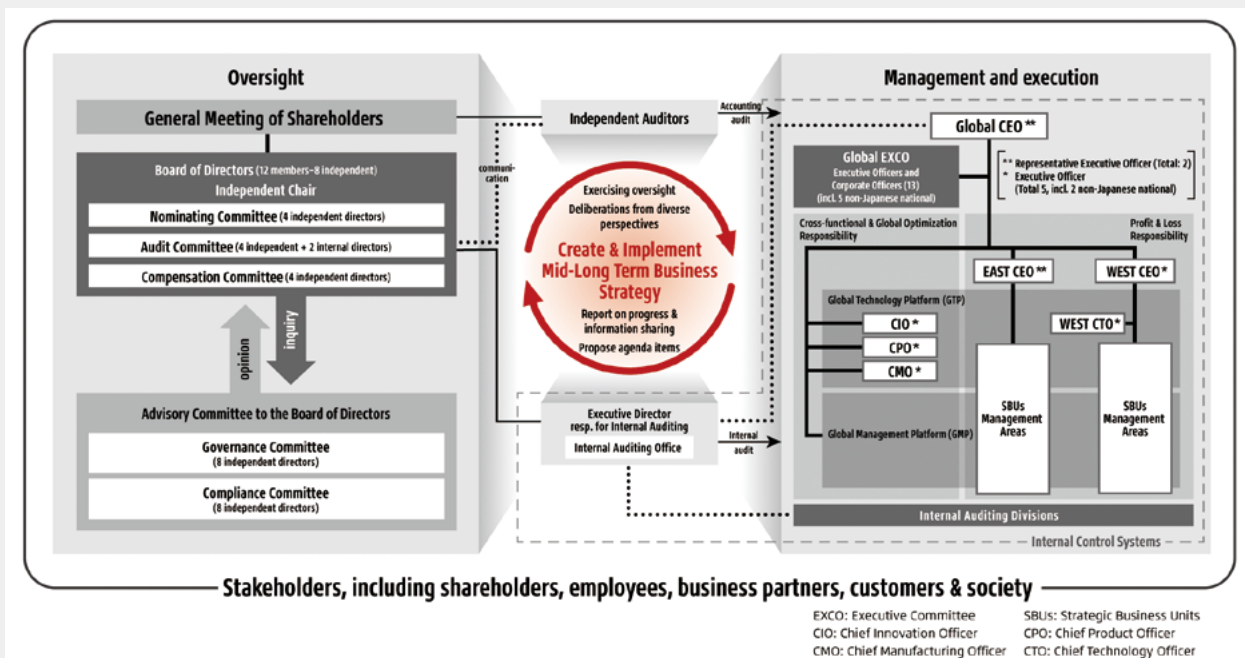 Oversight
General Meeting of Shareholders
Board of Directors (12 members–8 independent)
Independent Chair
Nominating Committee (4 independent directors)
Audit Committee (4 independent + 2 internal directors)
Compensation Committee (4 independent directors)
opinion
inquiry
Advisory Committee to the Board of Directors
Governance Committee
(8 independent directors)
Compliance Committee
(8 independent directors)
communi-
cation
Independent Auditors
Accounting
audit
Exercising oversight
Deliberations from diverse
perspectives
Create & Implement
Mid-Long Term Business
Strategy
Report on progress &
information sharing
Propose agenda items
Executive Director
resp. for Internal Auditing
Internal Auditing Office
Internal
audit
Management and execution
Global CEO **
Global EXCO
Executive Officers and
Corporate Officers (13)
(incl. 5 non-Japanese national)
** Representative Executive Officer (Total: 2)
* Executive Officer
(Total 5, incl. 2 non-Japanese national)
Cross-functional & Global Optimization
Responsibility
Profit & Loss
Responsibility
EAST CEO **
WEST CEO *
Global Technology Platform (GTP)
CIO *
WEST CTO *
CPO *
CMO *
SBUs
Management
Areas
SBUs
Management
Areas
Global Management Platform (GMP)
Internal Auditing Divisions
Internal Control Systems
Stakeholders, including shareholders, employees, business partners, customers & society
EXCO: Executive Committee
SBUs: Strategic Business Units
CIO: Chief Innovation Officer
CPO: Chief Product Officer
CMO: Chief Manufacturing Officer
CTO: Chief Technology Officer